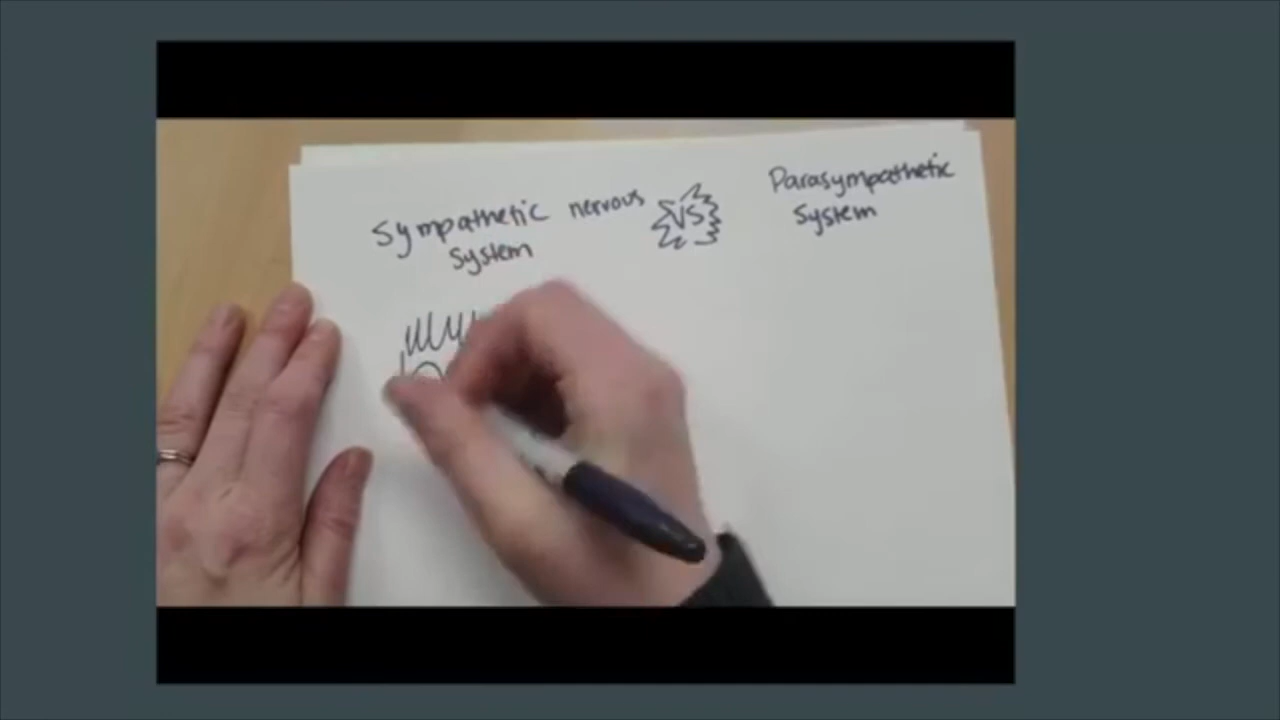 Sympathetic nervous
System
VS
Parasympathetic
System